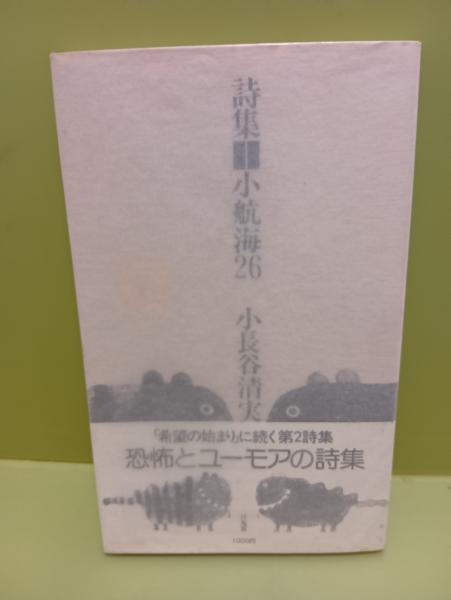 詩集
小航海26
小長谷清実
「希望の始まり」に続く第2詩集
恐怖とユーモアの詩集
1000円